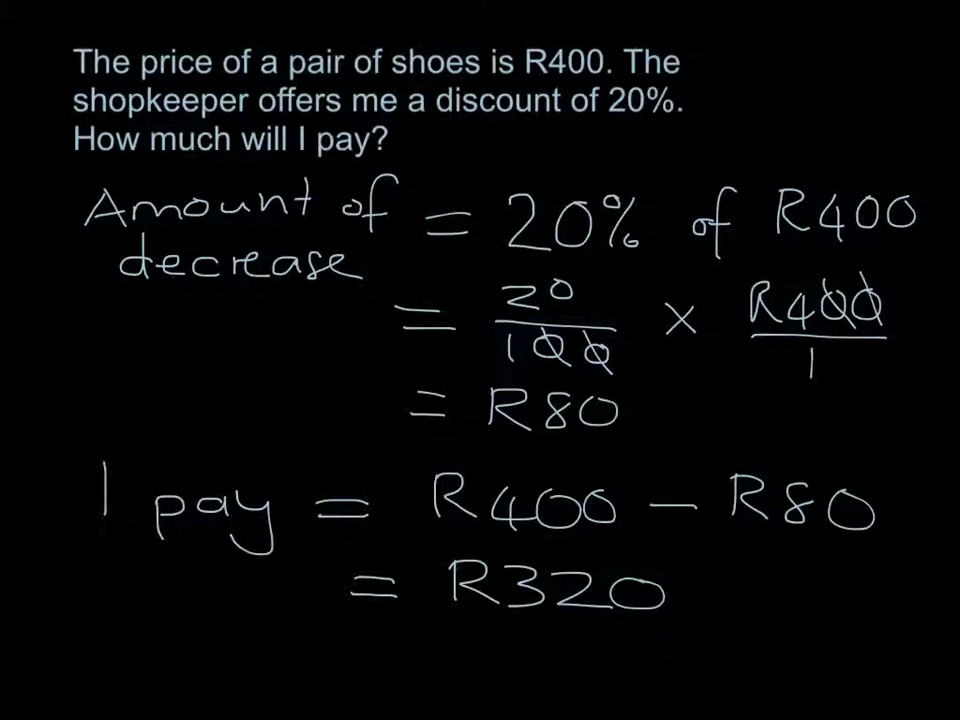 The price of a pair of shoes is R400. The
shopkeeper offers me a discount of 20%.
How much will I pay?
Amount of decrease = 20% of R400
= 20/100 × R400/1
= R80
I pay = R400 – R80
= R320